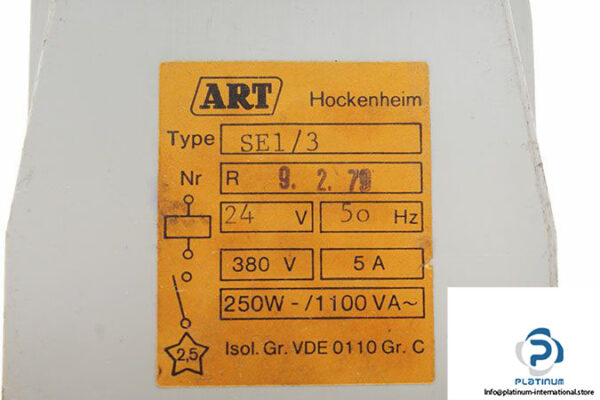 ART Hockenheim
Type SE1/3
Nr R 9. 2. 79
24 V 50 Hz
380 V 5 A
250W-/1100 VA~
2,5 Isol. Gr. VDE 0110 Gr. C
P
PLATINUM
info@platinum-international.store